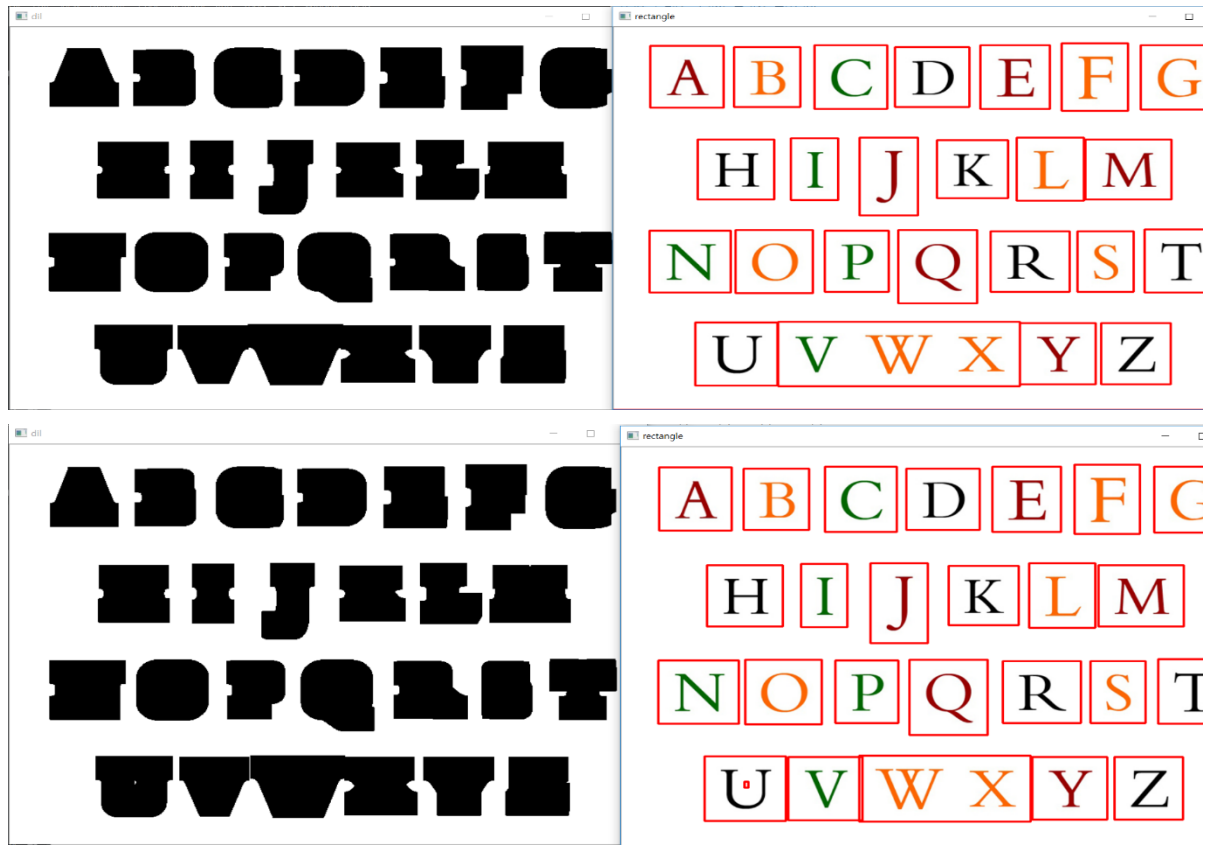 dil
rectangle
A B C D E F G
H I J K L M
N O P Q R S T
U V W X Y Z
dil
rectangle
A B C D E F G
H I J K L M
N O P Q R S T
U V W X Y Z